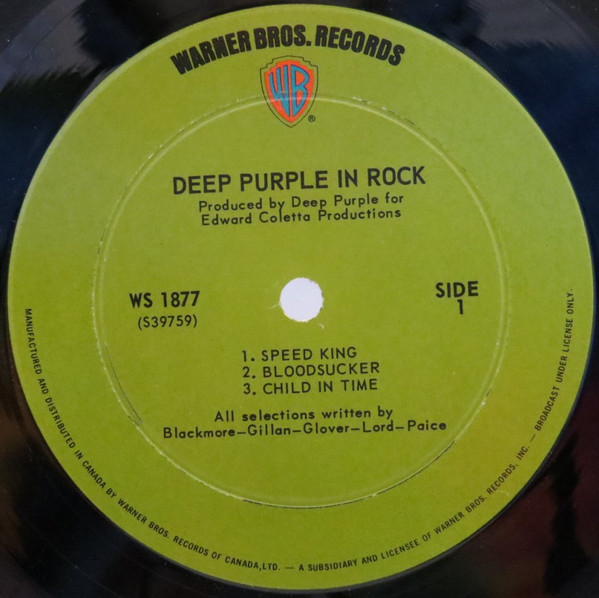 WARNER BROS. RECORDS
WB
®
DEEP PURPLE IN ROCK
Produced by Deep Purple for
Edward Coletta Productions
WS 1877
(S39759)
SIDE
1
1. SPEED KING
2. BLOODSUCKER
3. CHILD IN TIME
All selections written by
Blackmore—Gillan—Glover—Lord—Paice
MANUFACTURED AND DISTRIBUTED IN CANADA BY WARNER BROS. RECORDS OF CANADA, LTD. — A SUBSIDIARY AND LICENSEE OF WARNER BROS. RECORDS, INC. — BROADCAST UNDER LICENSE ONLY.